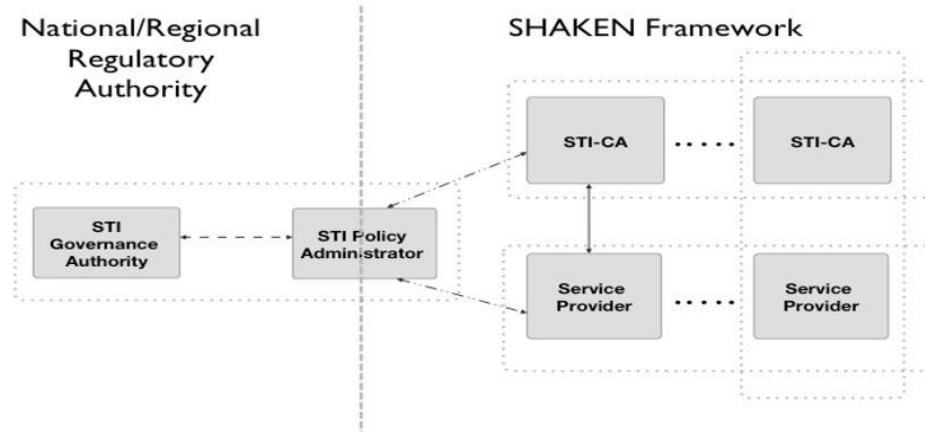 National/Regional
Regulatory
Authority
SHAKEN Framework
STI-CA
STI-CA
STI
Governance
Authority
STI Policy
Administrator
Service
Provider
Service
Provider